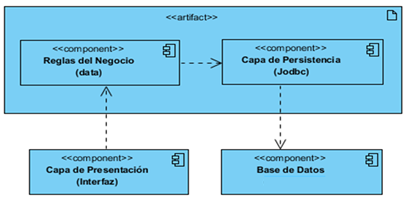 <<artifact>>
<<component>>
Reglas del Negocio
(data)
<<component>>
Capa de Persistencia
(Jodbc)
<<component>>
Capa de Presentación
(Interfaz)
<<component>>
Base de Datos